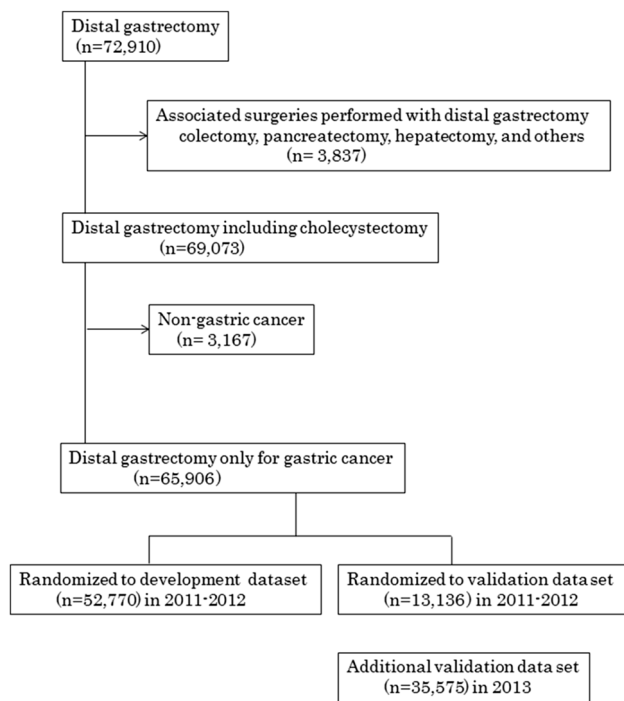 Distal gastrectomy
(n=72,910)
Associated surgeries performed with distal gastrectomy
colectomy, pancreatectomy, hepatectomy, and others
(n= 3,837)
Distal gastrectomy including cholecystectomy
(n=69,073)
Non-gastric cancer
(n= 3,167)
Distal gastrectomy only for gastric cancer
(n=65,906)
Randomized to development dataset
(n=52,770) in 2011-2012
Randomized to validation data set
(n=13,136) in 2011-2012
Additional validation data set
(n=35,575) in 2013